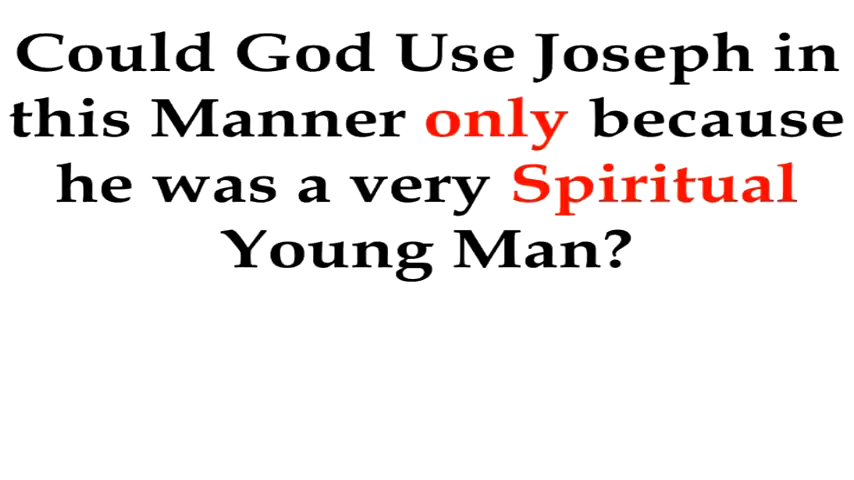 Could God Use Joseph in
this Manner only because
he was a very Spiritual
Young Man?